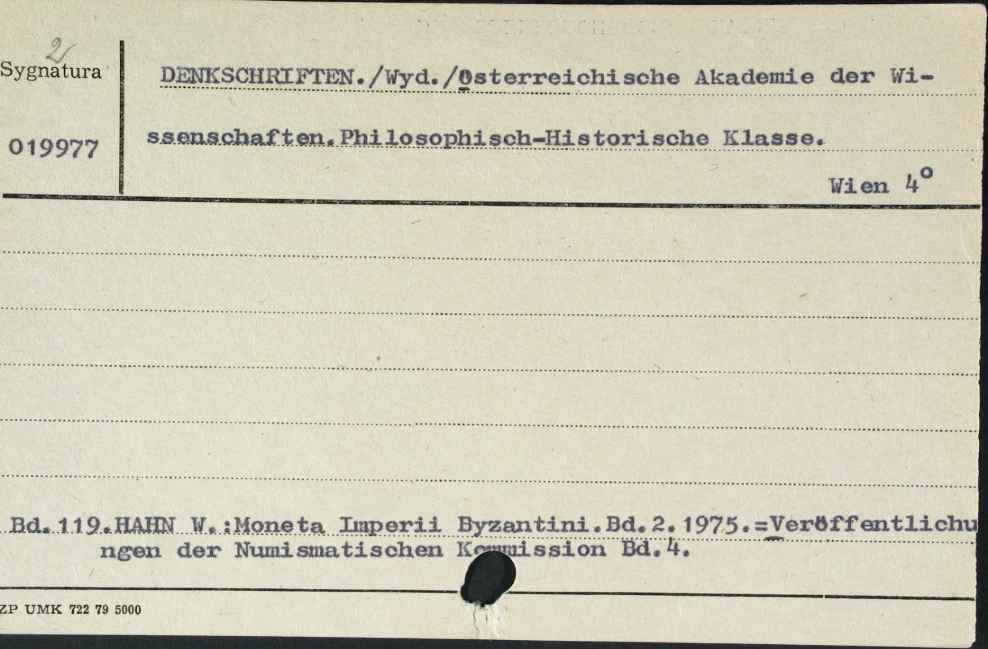 2
Sygnatura
DENKSCHRIFTEN./Wyd./Österreichische Akademie der Wi-
019977
ssenschaften.Philosophisch-Historische Klasse.
Wien 4°
Bd.119.HAHN W.:Moneta Imperii Byzantini.Bd.2.1975.=Veröffentlichu
ngen der Numismatischen Kommission Bd.4.
ZP UMK 722 79 5000